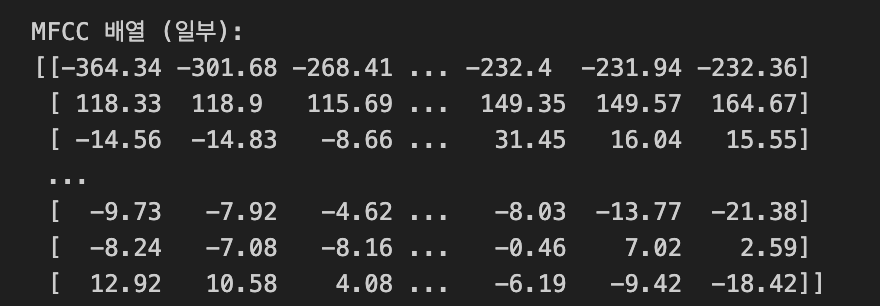 MFCC 배열 (일부):
[[-364.34 -301.68 -268.41 ... -232.4  -231.94 -232.36]
 [ 118.33  118.9   115.69 ...  149.35  149.57  164.67]
 [ -14.56  -14.83   -8.66 ...   31.45   16.04   15.55]
 ...
 [  -9.73   -7.92   -4.62 ...   -8.03  -13.77  -21.38]
 [  -8.24   -7.08   -8.16 ...   -0.46    7.02    2.59]
 [  12.92   10.58    4.08 ...   -6.19   -9.42  -18.42]]